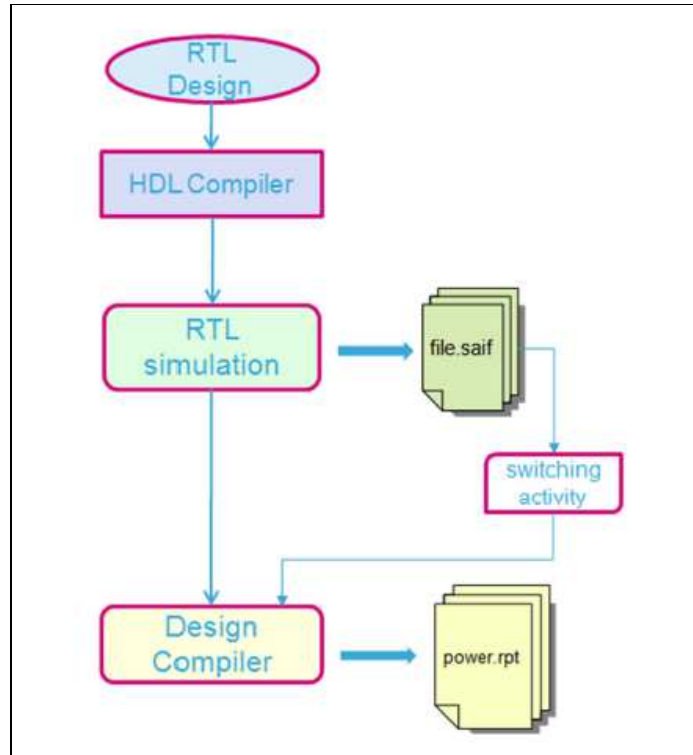 RTL
Design
HDL Compiler
RTL
simulation
file.saif
switching
activity
Design
Compiler
power.rpt